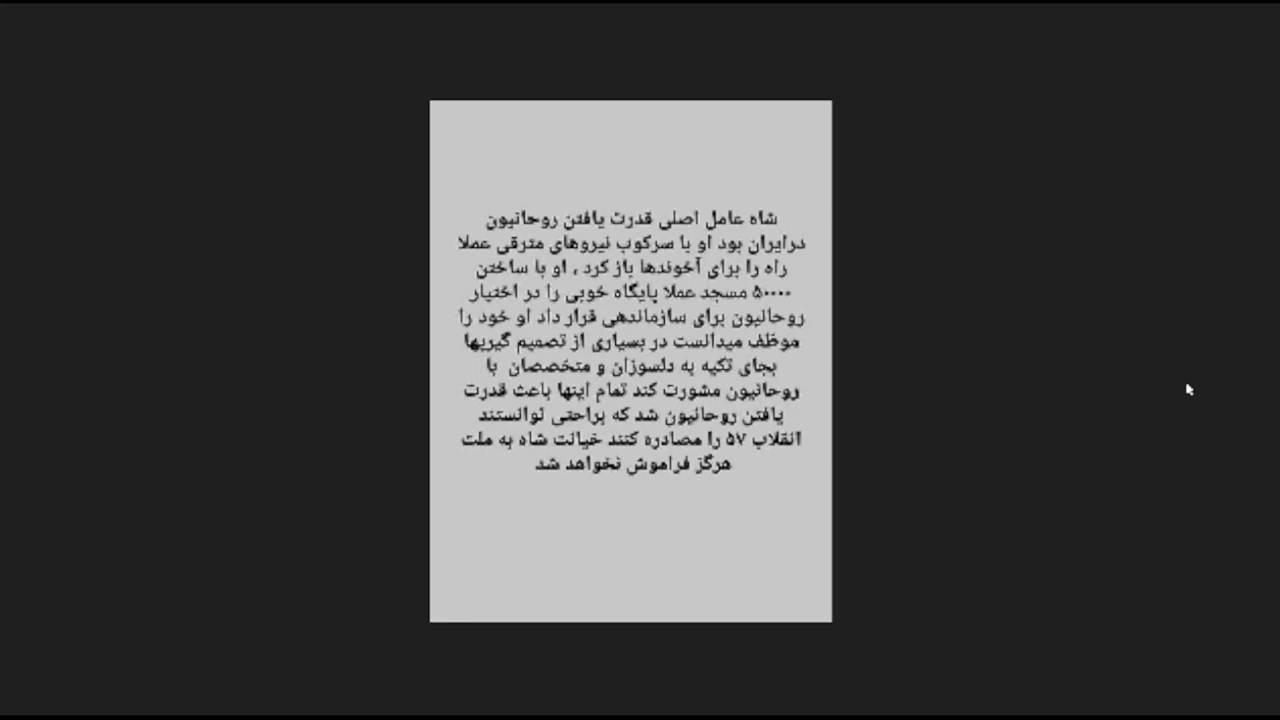 شاه عامل اصلی قدرت یافتن روحانیون
درایران بود او با سرکوب نیروهای مترقی عملا
راه را برای آخوندها باز کرد ، او با ساختن
۵۰۰۰۰ مسجد عملا پایگاه خوبی را در اختیار
روحانیون برای سازماندهی قرار داد او خود را
موظف میدانست در بسیاری از تصمیم گیریها
بجای تکیه به دلسوزان و متخصصان با
روحانیون مشورت کند تمام اینها باعث قدرت
یافتن روحانیون شد که براحتی توانستند
انقلاب ۵۷ را مصادره کنند خیانت شاه به ملت
هرگز فراموش نخواهد شد